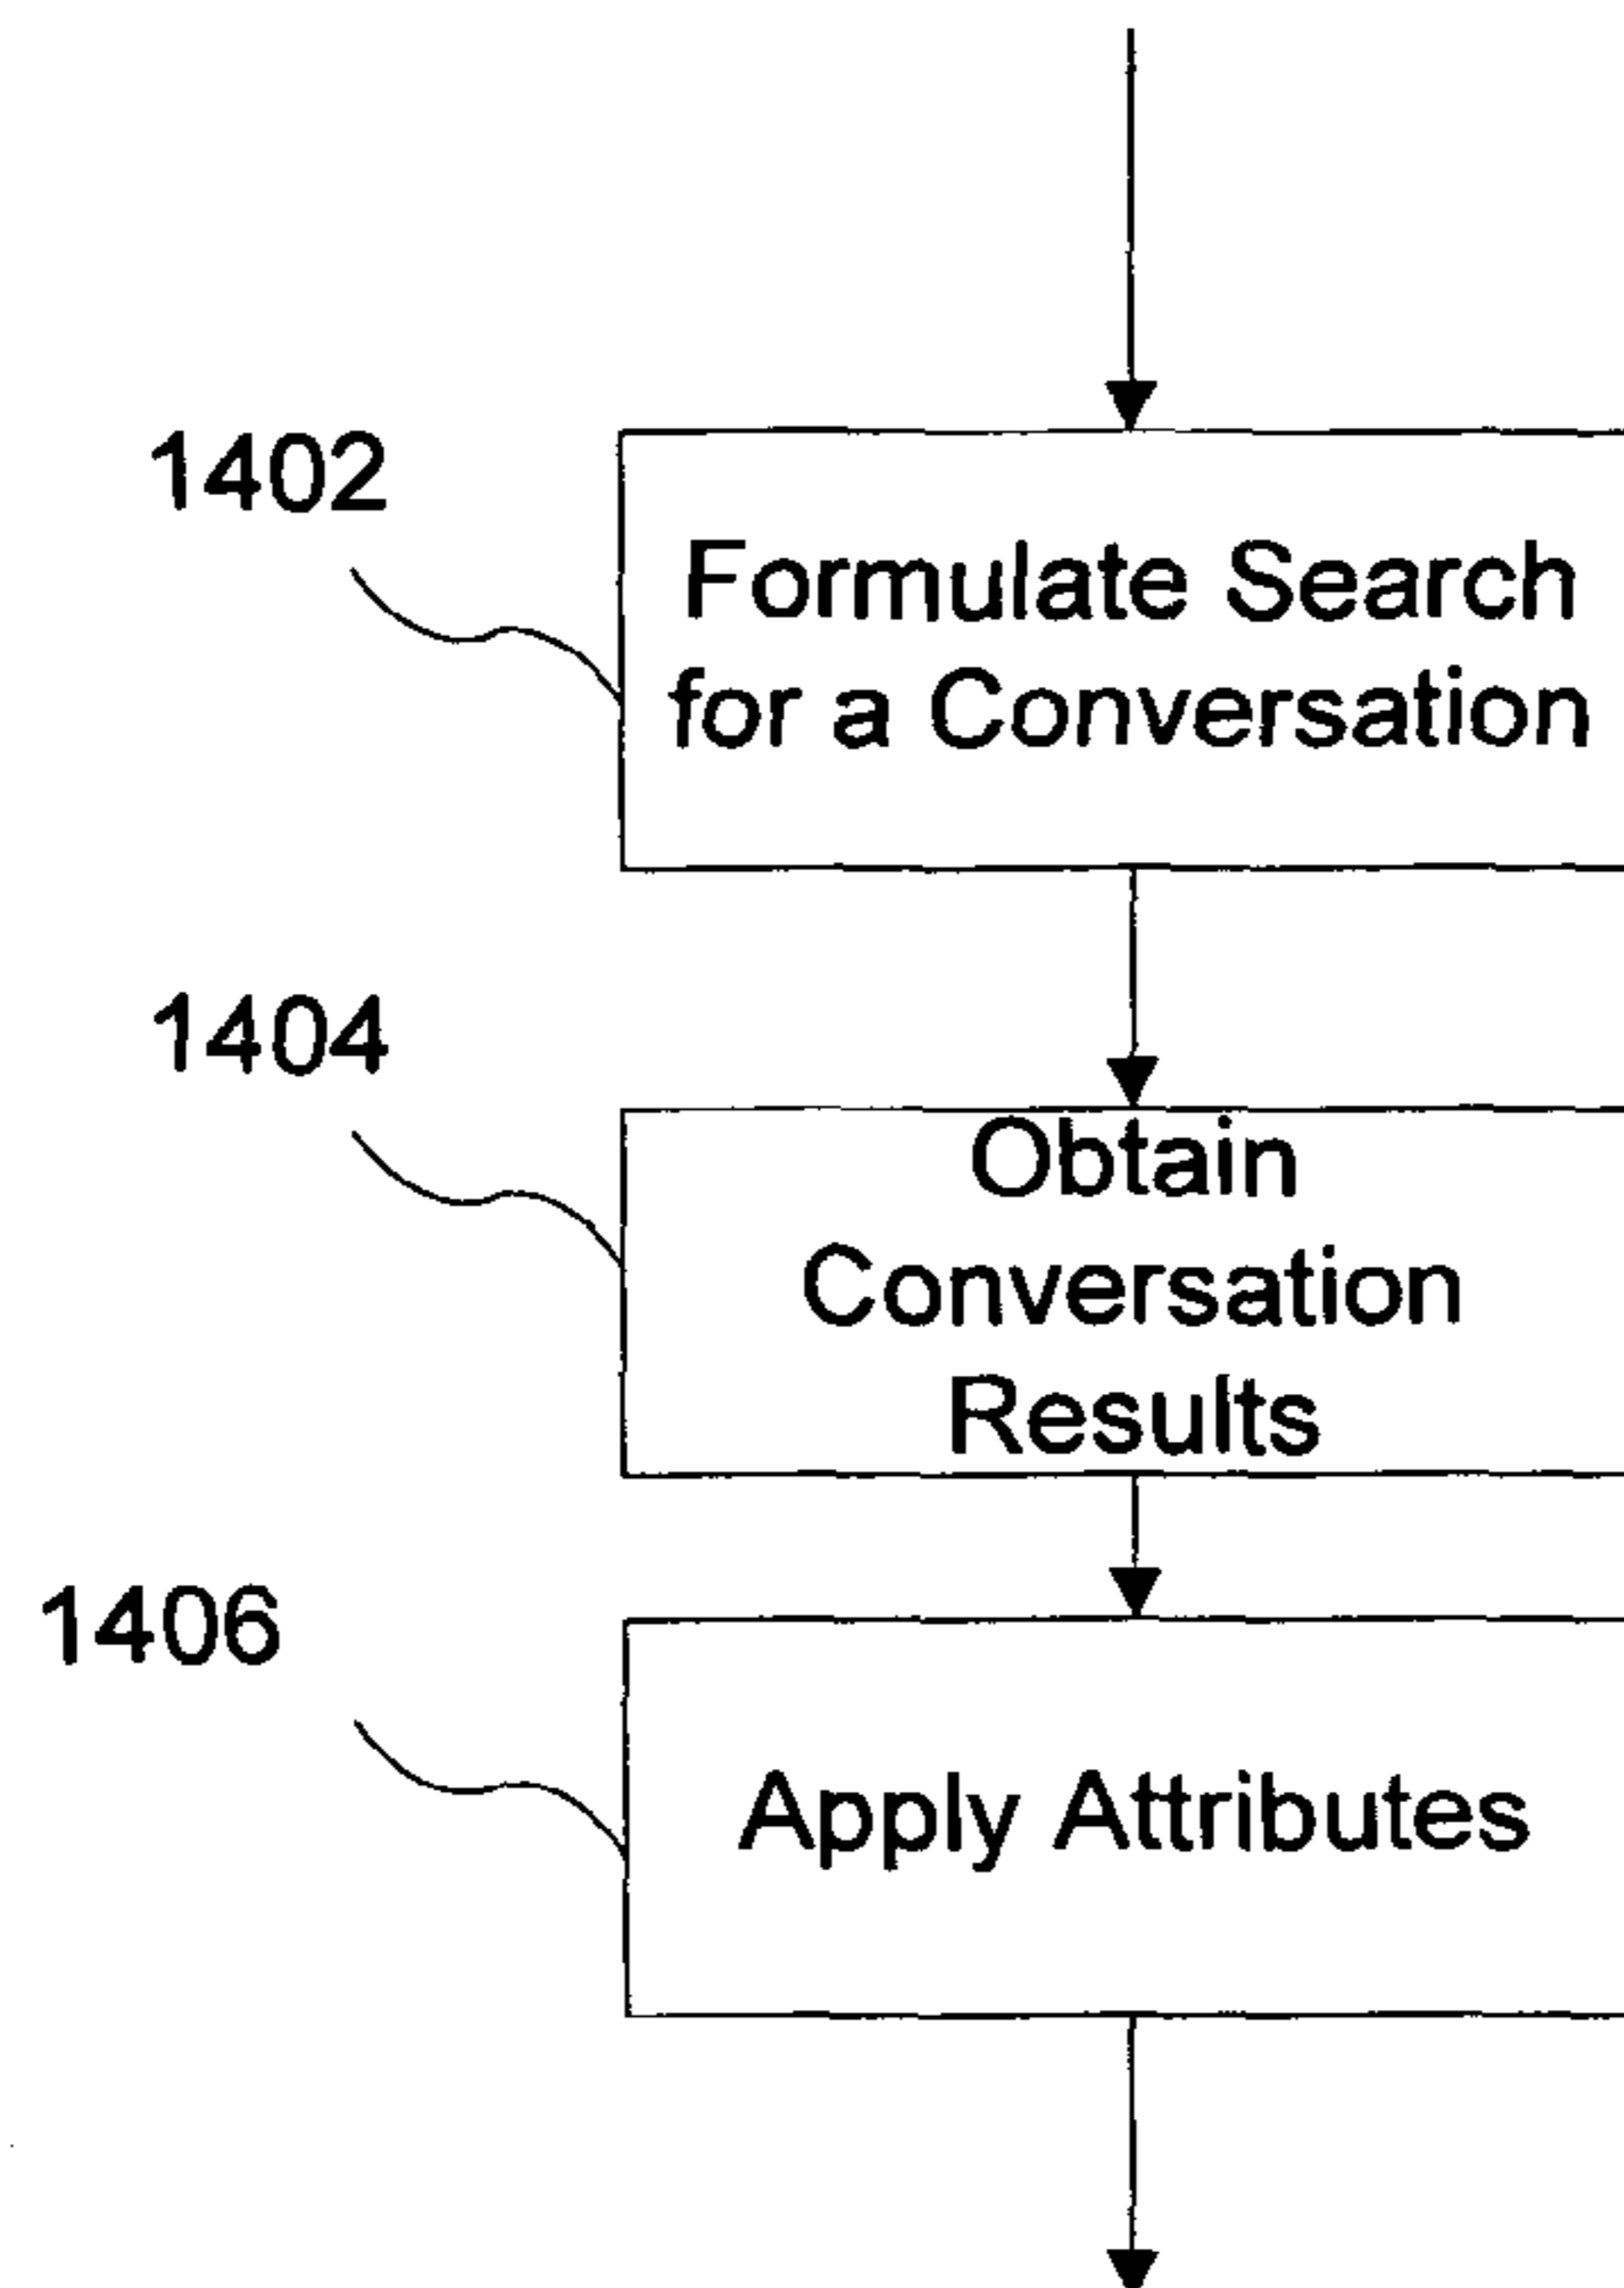 1402
Formulate Search
for a Conversation
1404
Obtain
Conversation
Results
1406
Apply Attributes